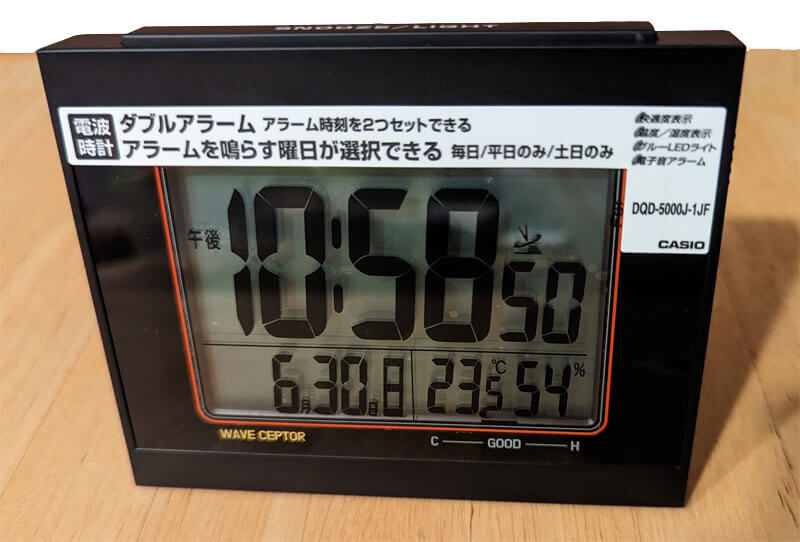 SNOOZE/LIGHT
電波時計
ダブルアラーム アラーム時刻を2つセットできる
アラームを鳴らす曜日が選択できる 毎日/平日のみ/土日のみ
快適度表示
温度/湿度表示
ブルーLEDライト
電子音アラーム
DQD-5000J-1JF
CASIO
午後 10:58 50
6月30日 日 23.5℃ 54%
WAVE CEPTOR
C GOOD H